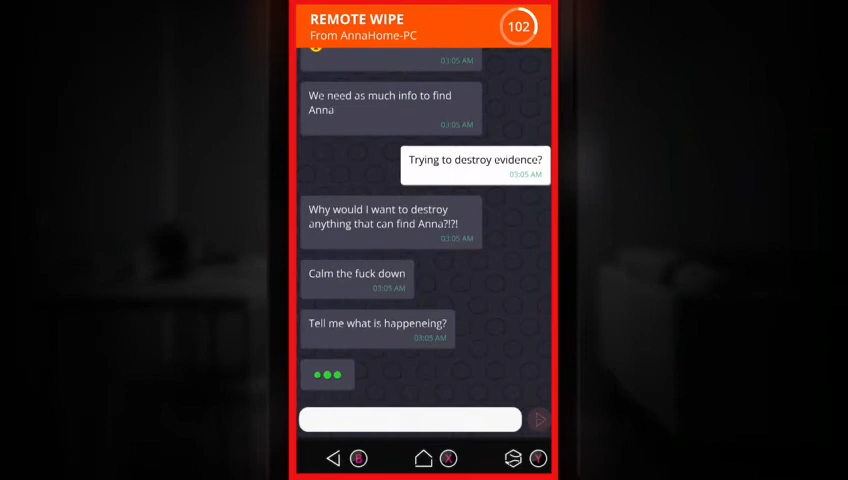 REMOTE WIPE
From AnnaHome-PC
102
03:05 AM
We need as much info to find
Anna
03:05 AM
Trying to destroy evidence?
03:05 AM
Why would I want to destroy
anything that can find Anna?!?!
03:05 AM
Calm the fuck down
03:05 AM
Tell me what is happeneing?
03:05 AM
B
X
Y